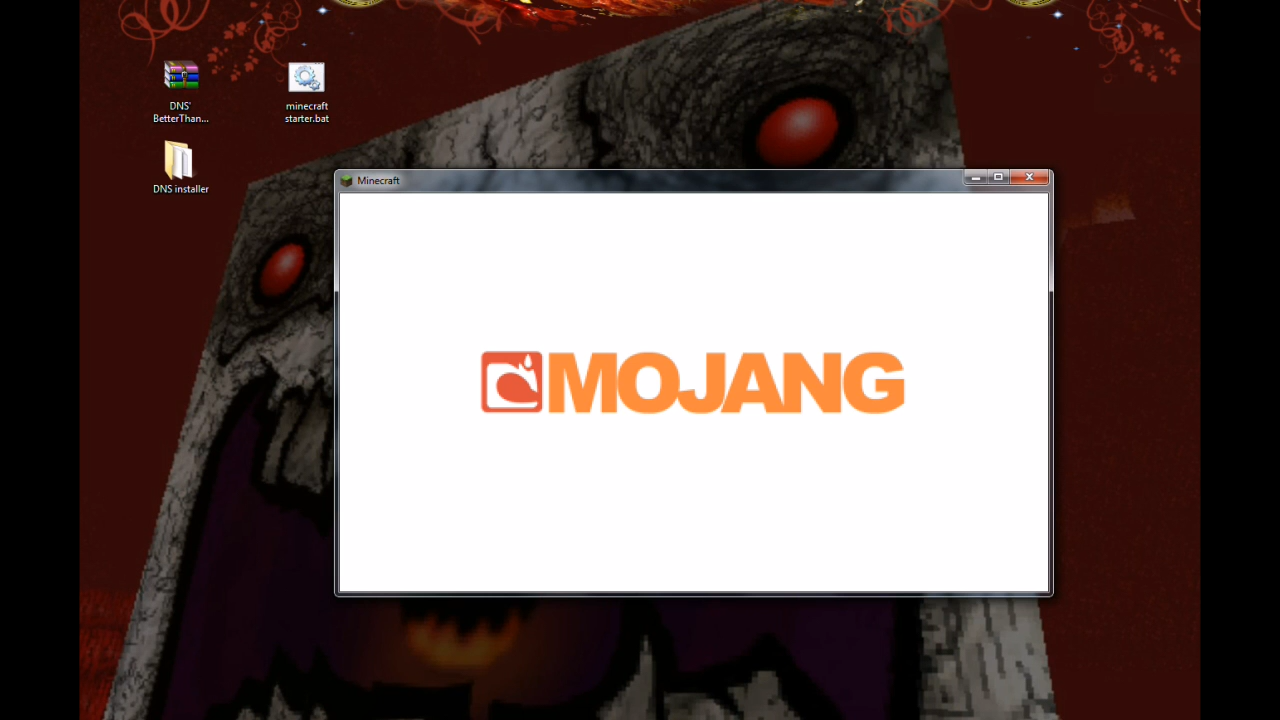 DNS'
BetterThan...
minecraft
starter.bat
DNS installer
Minecraft
MOJANG